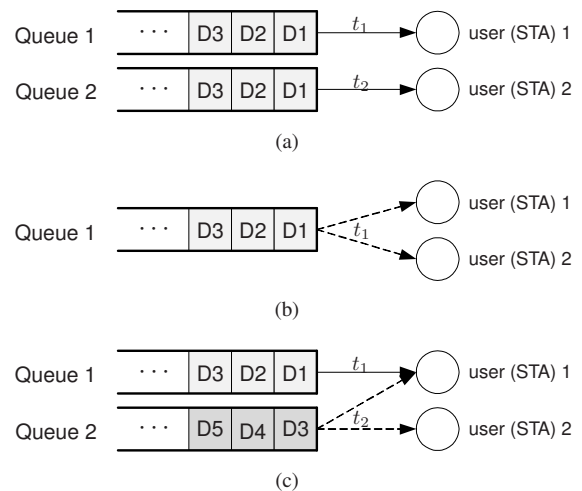 Queue 1 · · · D3 D2 D1 t₁ user (STA) 1
Queue 2 · · · D3 D2 D1 t₂ user (STA) 2
(a)
user (STA) 1
Queue 1 · · · D3 D2 D1 t₁
user (STA) 2
(b)
Queue 1 · · · D3 D2 D1 t₁ user (STA) 1
Queue 2 · · · D5 D4 D3 t₂ user (STA) 2
(c)